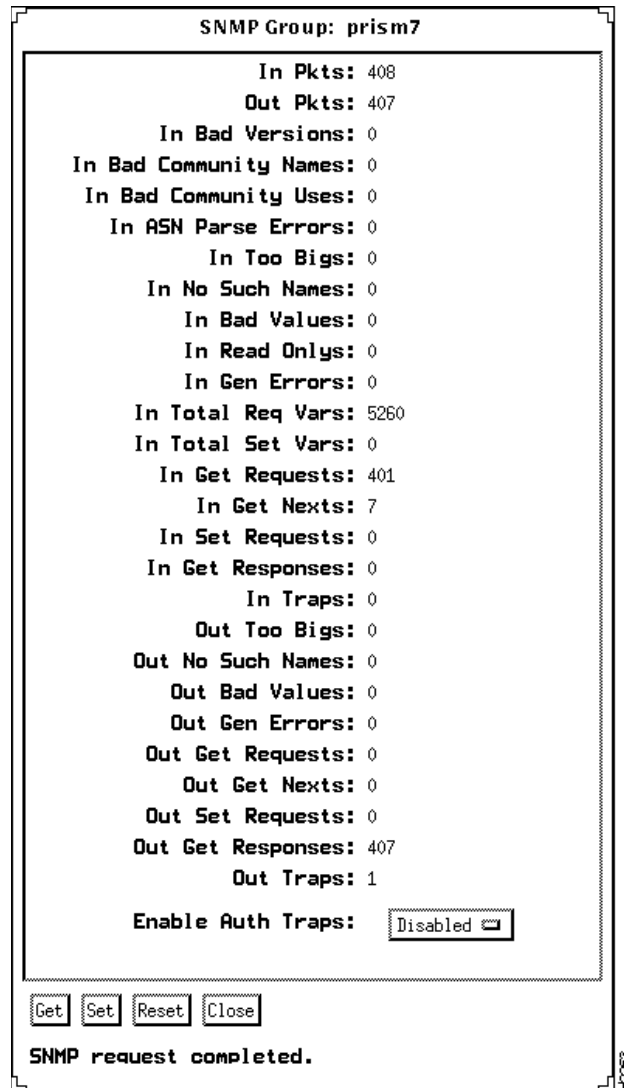 SNMP Group: prism7
In Pkts: 408
Out Pkts: 407
In Bad Versions: 0
In Bad Community Names: 0
In Bad Community Uses: 0
In ASN Parse Errors: 0
In Too Bigs: 0
In No Such Names: 0
In Bad Values: 0
In Read Onlys: 0
In Gen Errors: 0
In Total Req Vars: 5260
In Total Set Vars: 0
In Get Requests: 401
In Get Nexts: 7
In Set Requests: 0
In Get Responses: 0
In Traps: 0
Out Too Bigs: 0
Out No Such Names: 0
Out Bad Values: 0
Out Gen Errors: 0
Out Get Requests: 0
Out Get Nexts: 0
Out Set Requests: 0
Out Get Responses: 407
Out Traps: 1
Enable Auth Traps: Disabled
Get Set Reset Close
SNMP request completed.